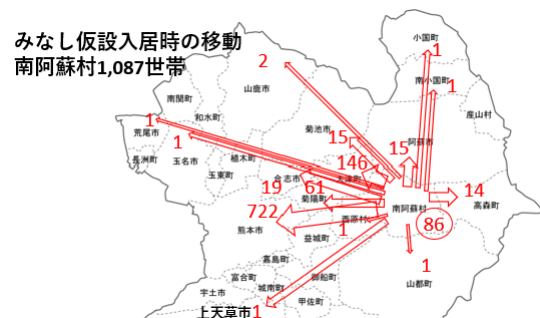 みなし仮設入居時の移動
南阿蘇村1,087世帯
小国町
1
南小国町
1
産山村
2
山鹿市
南関町
和水町
菊池市
1
荒尾市
1
長洲町
玉名市
玉東町
植木町
15
阿蘇市
15
146
大津町
合志市
19
61
菊陽町
14
高森町
722
熊本市
西原村
1
南阿蘇村
86
益城町
嘉島町
御船町
1
山都町
富合町
城南町
宇土市
甲佐町
上天草市1